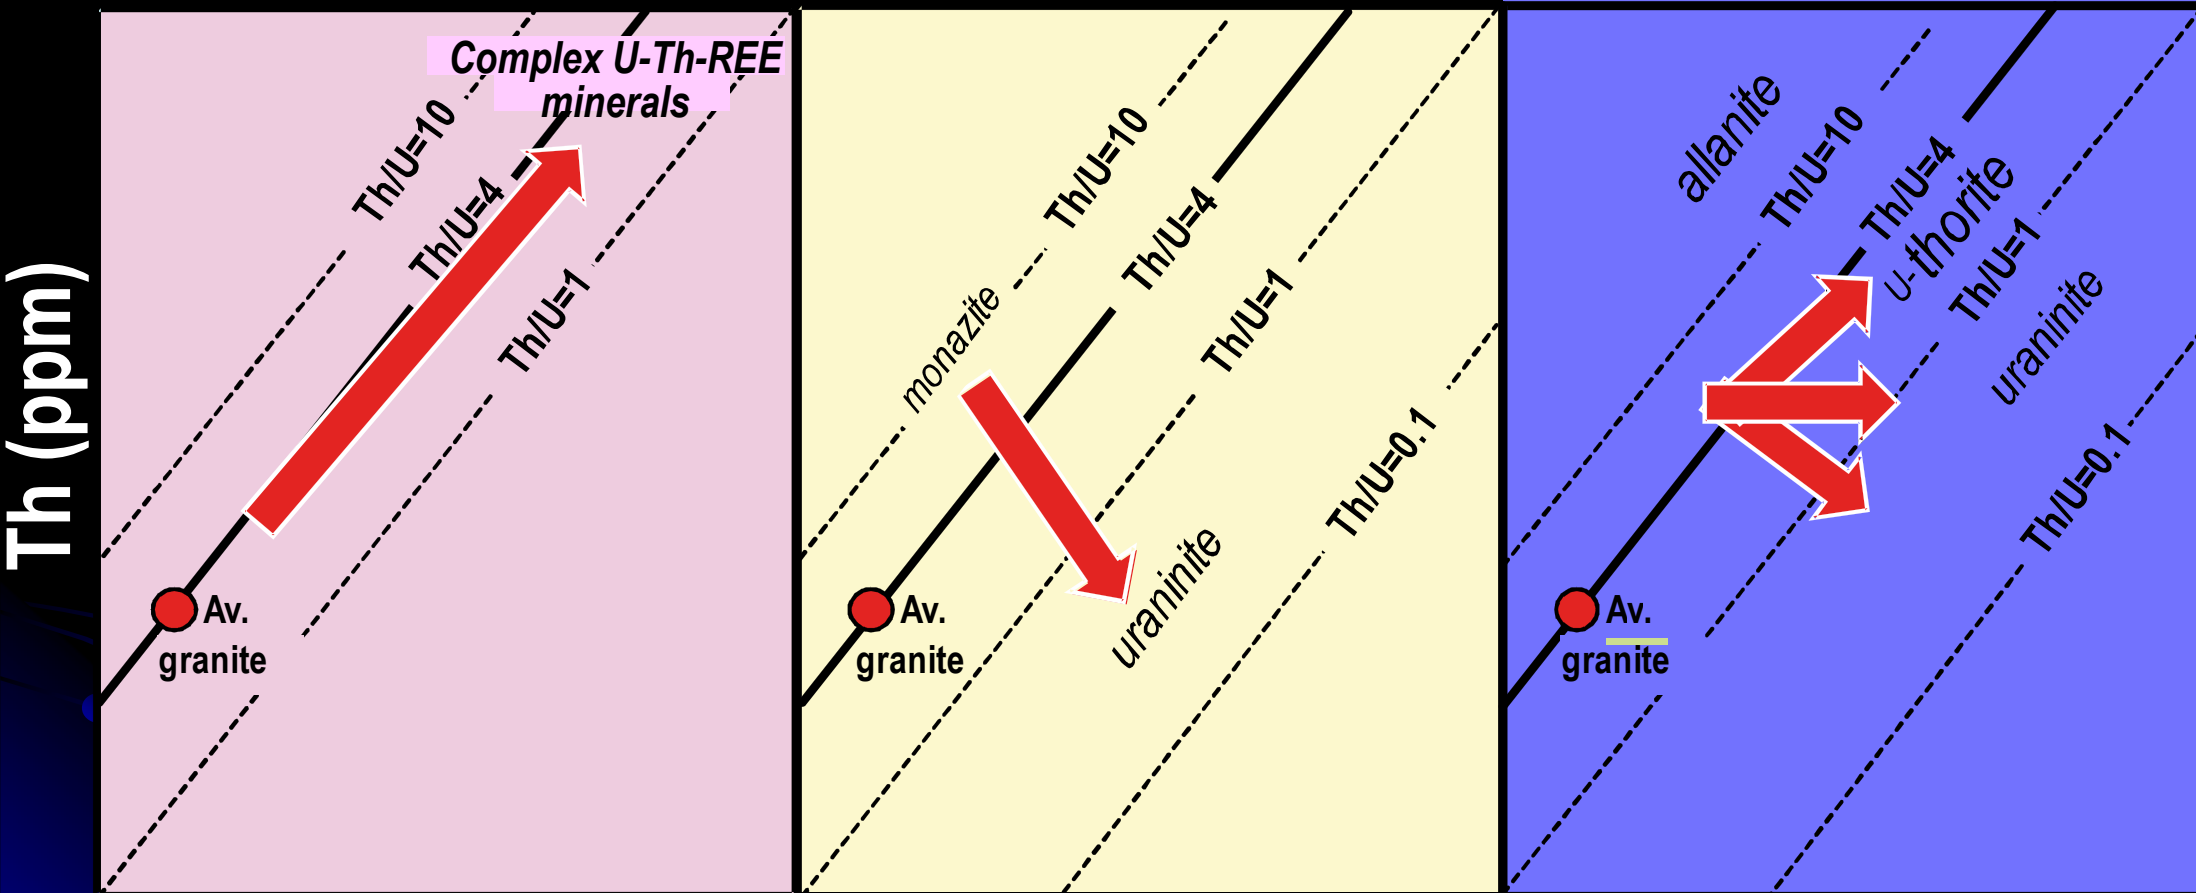 Th (ppm)
Complex U-Th-REE
minerals
Th/U=10
Th/U=4
Th/U=1
Av.
granite
Th/U=10
Th/U=4
Th/U=1
Th/U=0.1
monazite
uraninite
Av.
granite
allanite
Th/U=10
Th/U=4
U-thorite
Th/U=1
uraninite
Th/U=0.1
Av.
granite